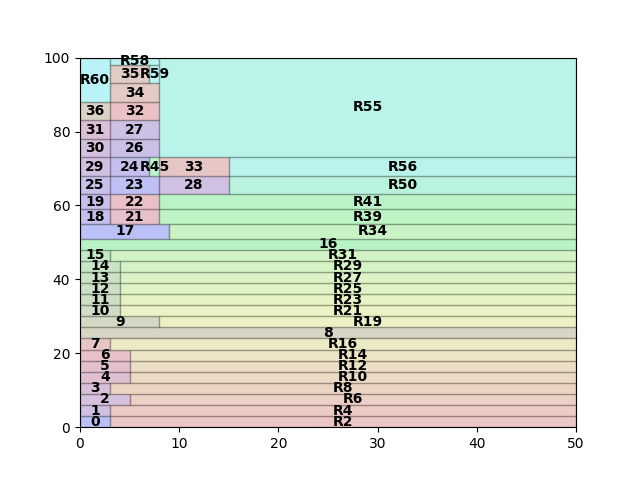 100
R58
R60 35 R59
34
R55
36 32
80
31 27
30 26
29 24 R45 33 R56
25 23 28 R50
60
19 22 R41
18 21 R39
17 R34
16
15 R31
14 R29
40
13 R27
12 R25
11 R23
10 R21
9 R19
8
7 R16
20
6 R14
5 R12
4 R10
3 R8
2 R6
1 R4
0 R2
0
0 10 20 30 40 50